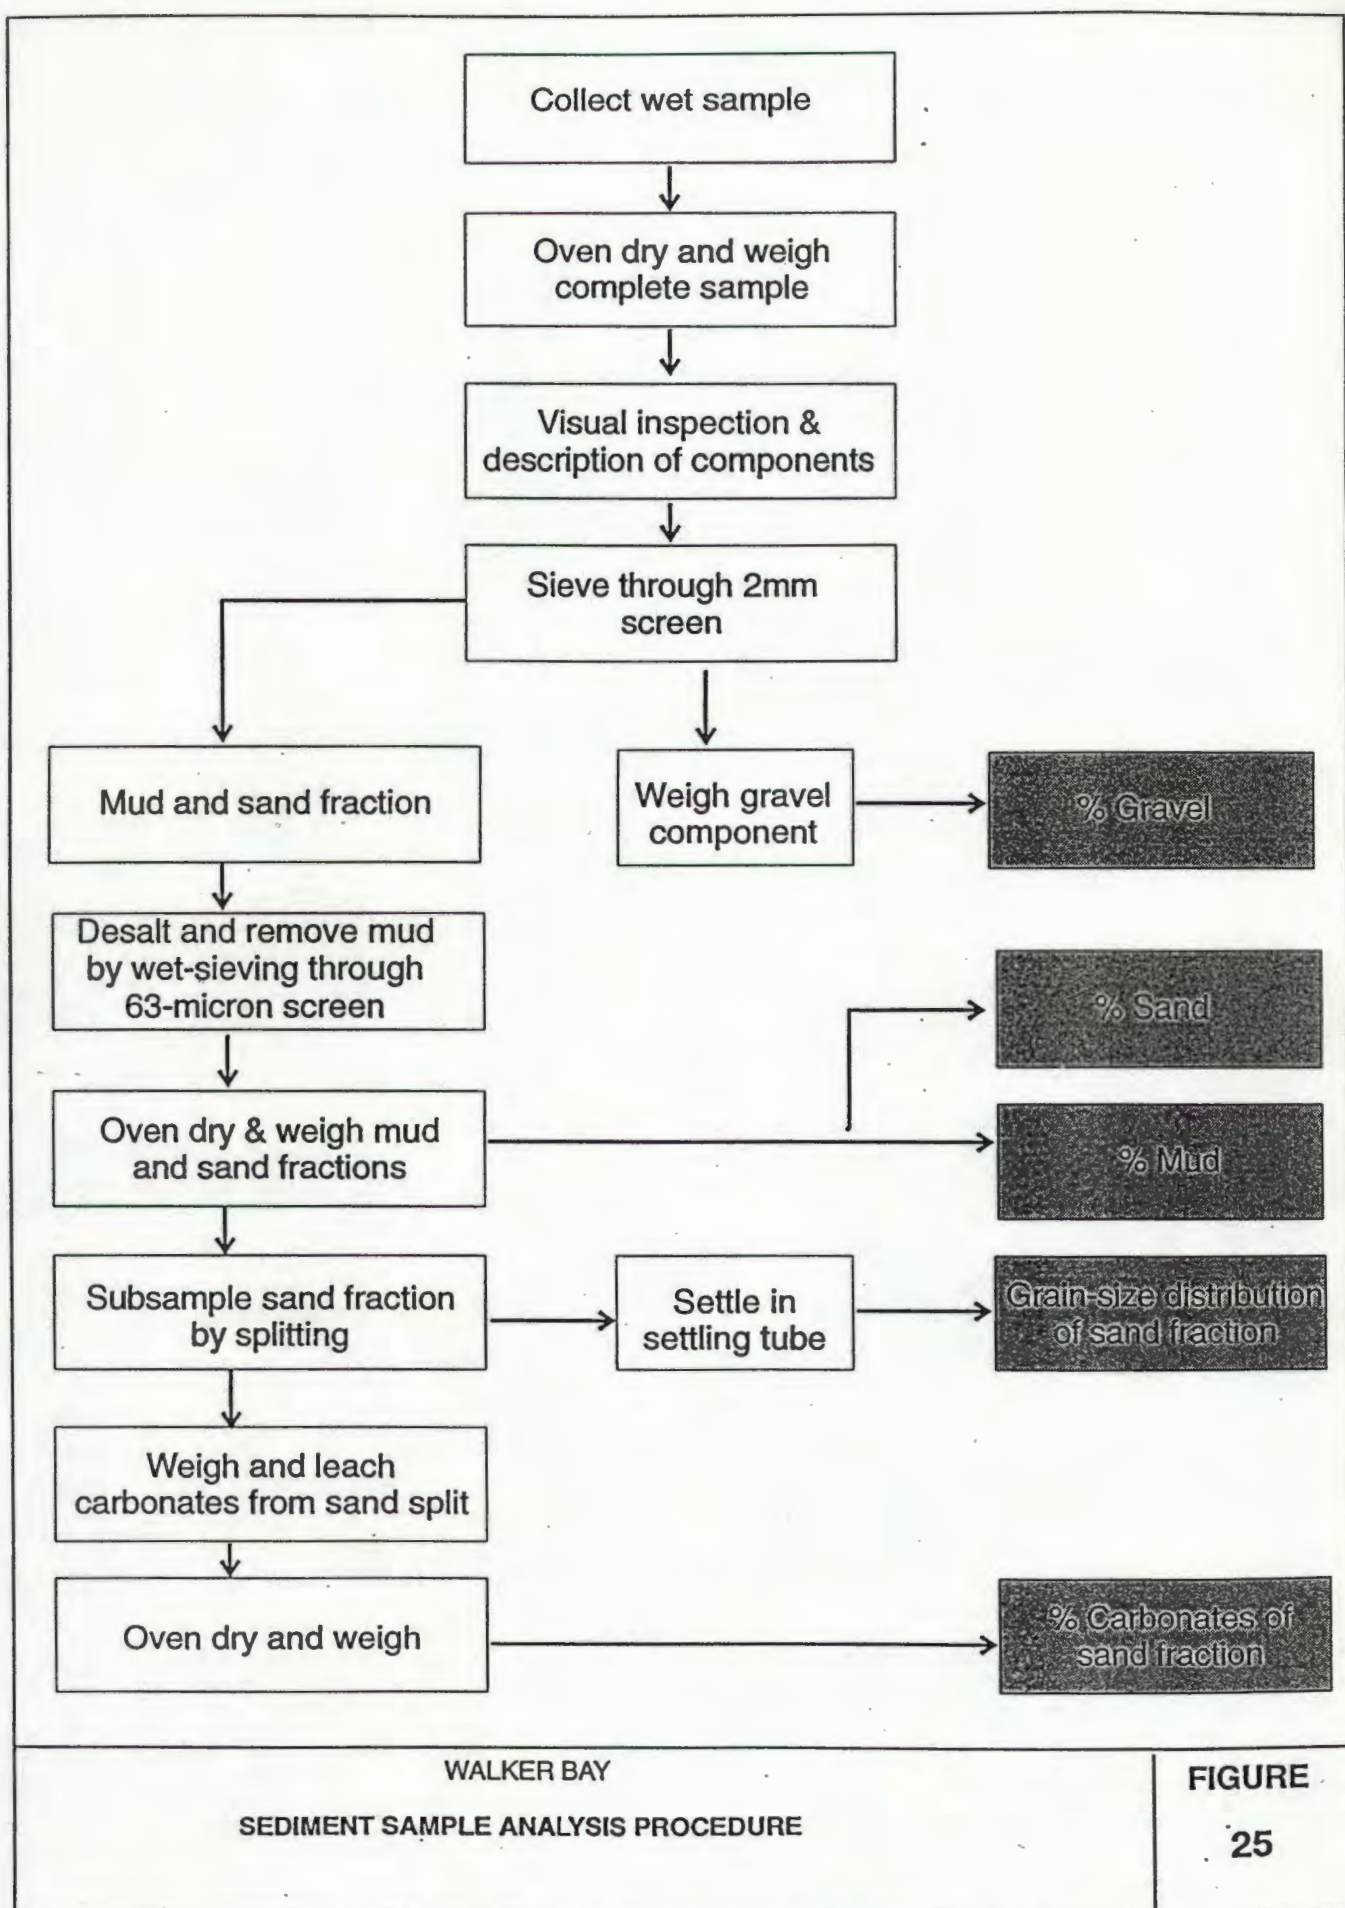 Collect wet sample
Oven dry and weigh
complete sample
Visual inspection &
description of components
Sieve through 2mm
screen
Mud and sand fraction
Weigh gravel
component
% Gravel
Desalt and remove mud
by wet-sieving through
63-micron screen
% Sand
Oven dry & weigh mud
and sand fractions
% Mud
Subsample sand fraction
by splitting
Settle in
settling tube
Grain-size distribution
of sand fraction
Weigh and leach
carbonates from sand split
Oven dry and weigh
% Carbonates of
sand fraction
WALKER BAY
SEDIMENT SAMPLE ANALYSIS PROCEDURE
FIGURE
25